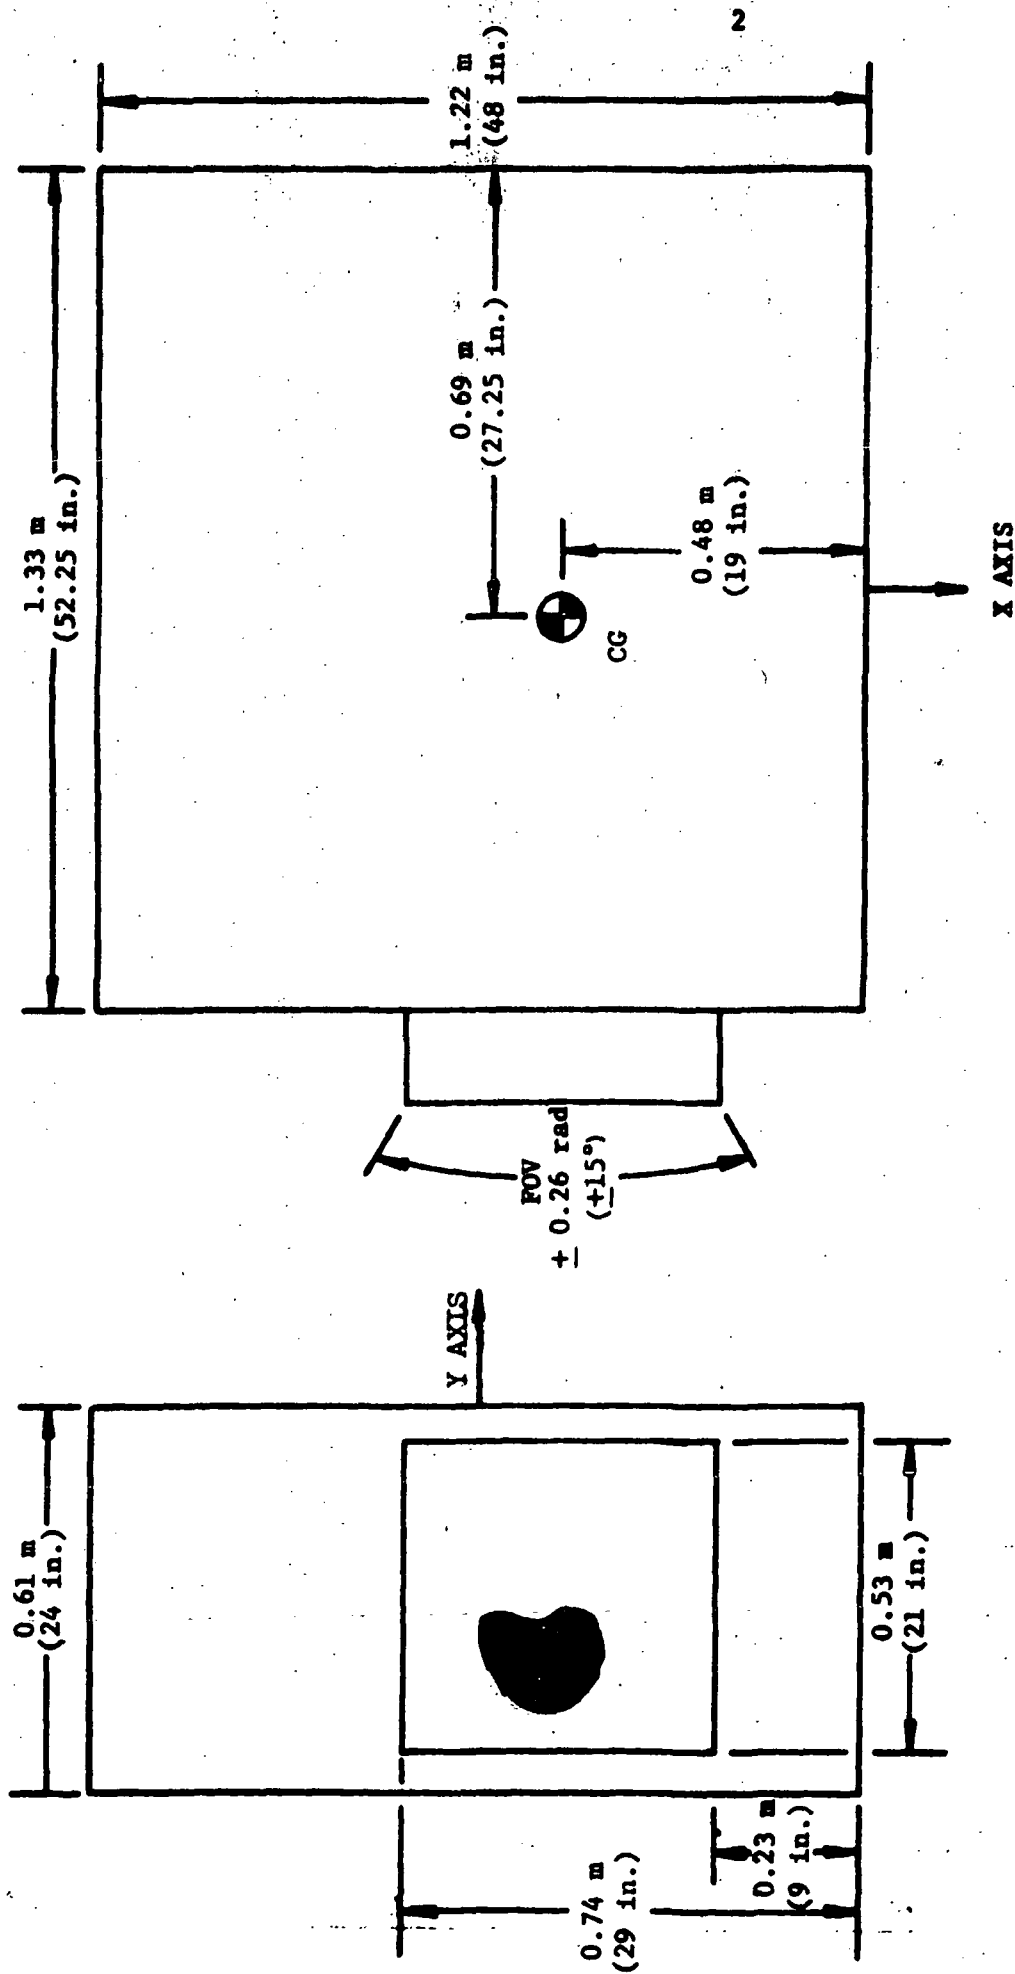 2
1.33 m
(52.25 in.)
1.22 m
(48 in.)
0.69 m
(27.25 in.)
0.48 m
(19 in.)
CG
X AXIS
FOV
± 0.26 rad
(±15°)
Y AXIS
0.61 m
(24 in.)
0.53 m
(21 in.)
0.74 m
(29 in.)
0.23 m
(9 in.)